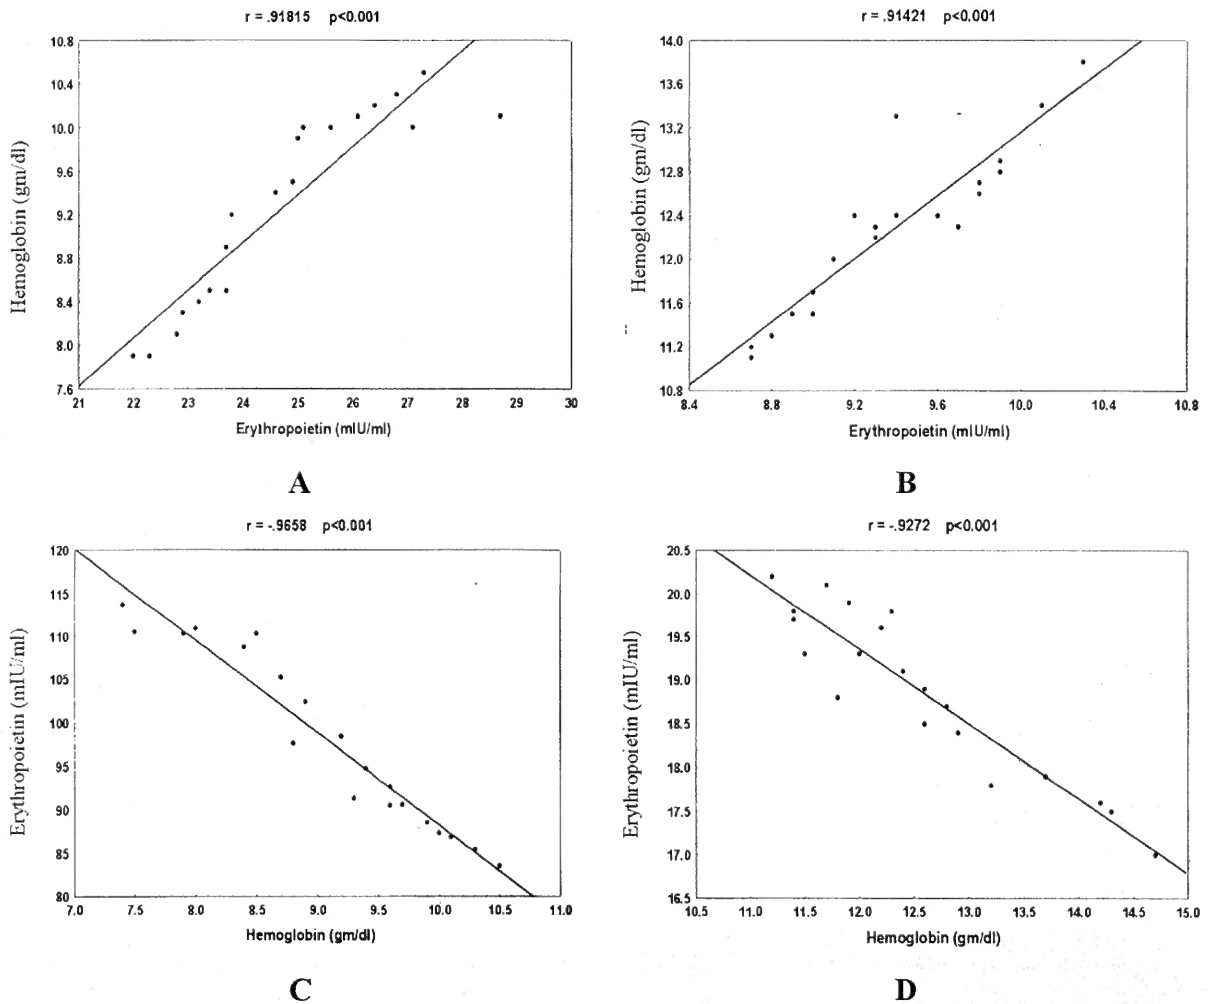 r = .91815 p<0.001
10.8
10.4
10.0
9.6
9.2
8.8
8.4
8.0
7.6
21 22 23 24 25 26 27 28 29 30
Hemoglobin (gm/dl)
Erythropoietin (mIU/ml)
A
r = .91421 p<0.001
14.0
13.6
13.2
12.8
12.4
12.0
11.6
11.2
10.8
8.4 8.8 9.2 9.6 10.0 10.4 10.8
Hemoglobin (gm/dl)
Erythropoietin (mIU/ml)
B
r = -.9658 p<0.001
120
115
110
105
100
95
90
85
80
7.0 7.5 8.0 8.5 9.0 9.5 10.0 10.5 11.0
Erythropoietin (mIU/ml)
Hemoglobin (gm/dl)
C
r = -.9272 p<0.001
20.5
20.0
19.5
19.0
18.5
18.0
17.5
17.0
16.5
10.5 11.0 11.5 12.0 12.5 13.0 13.5 14.0 14.5 15.0
Erythropoietin (mIU/ml)
Hemoglobin (gm/dl)
D